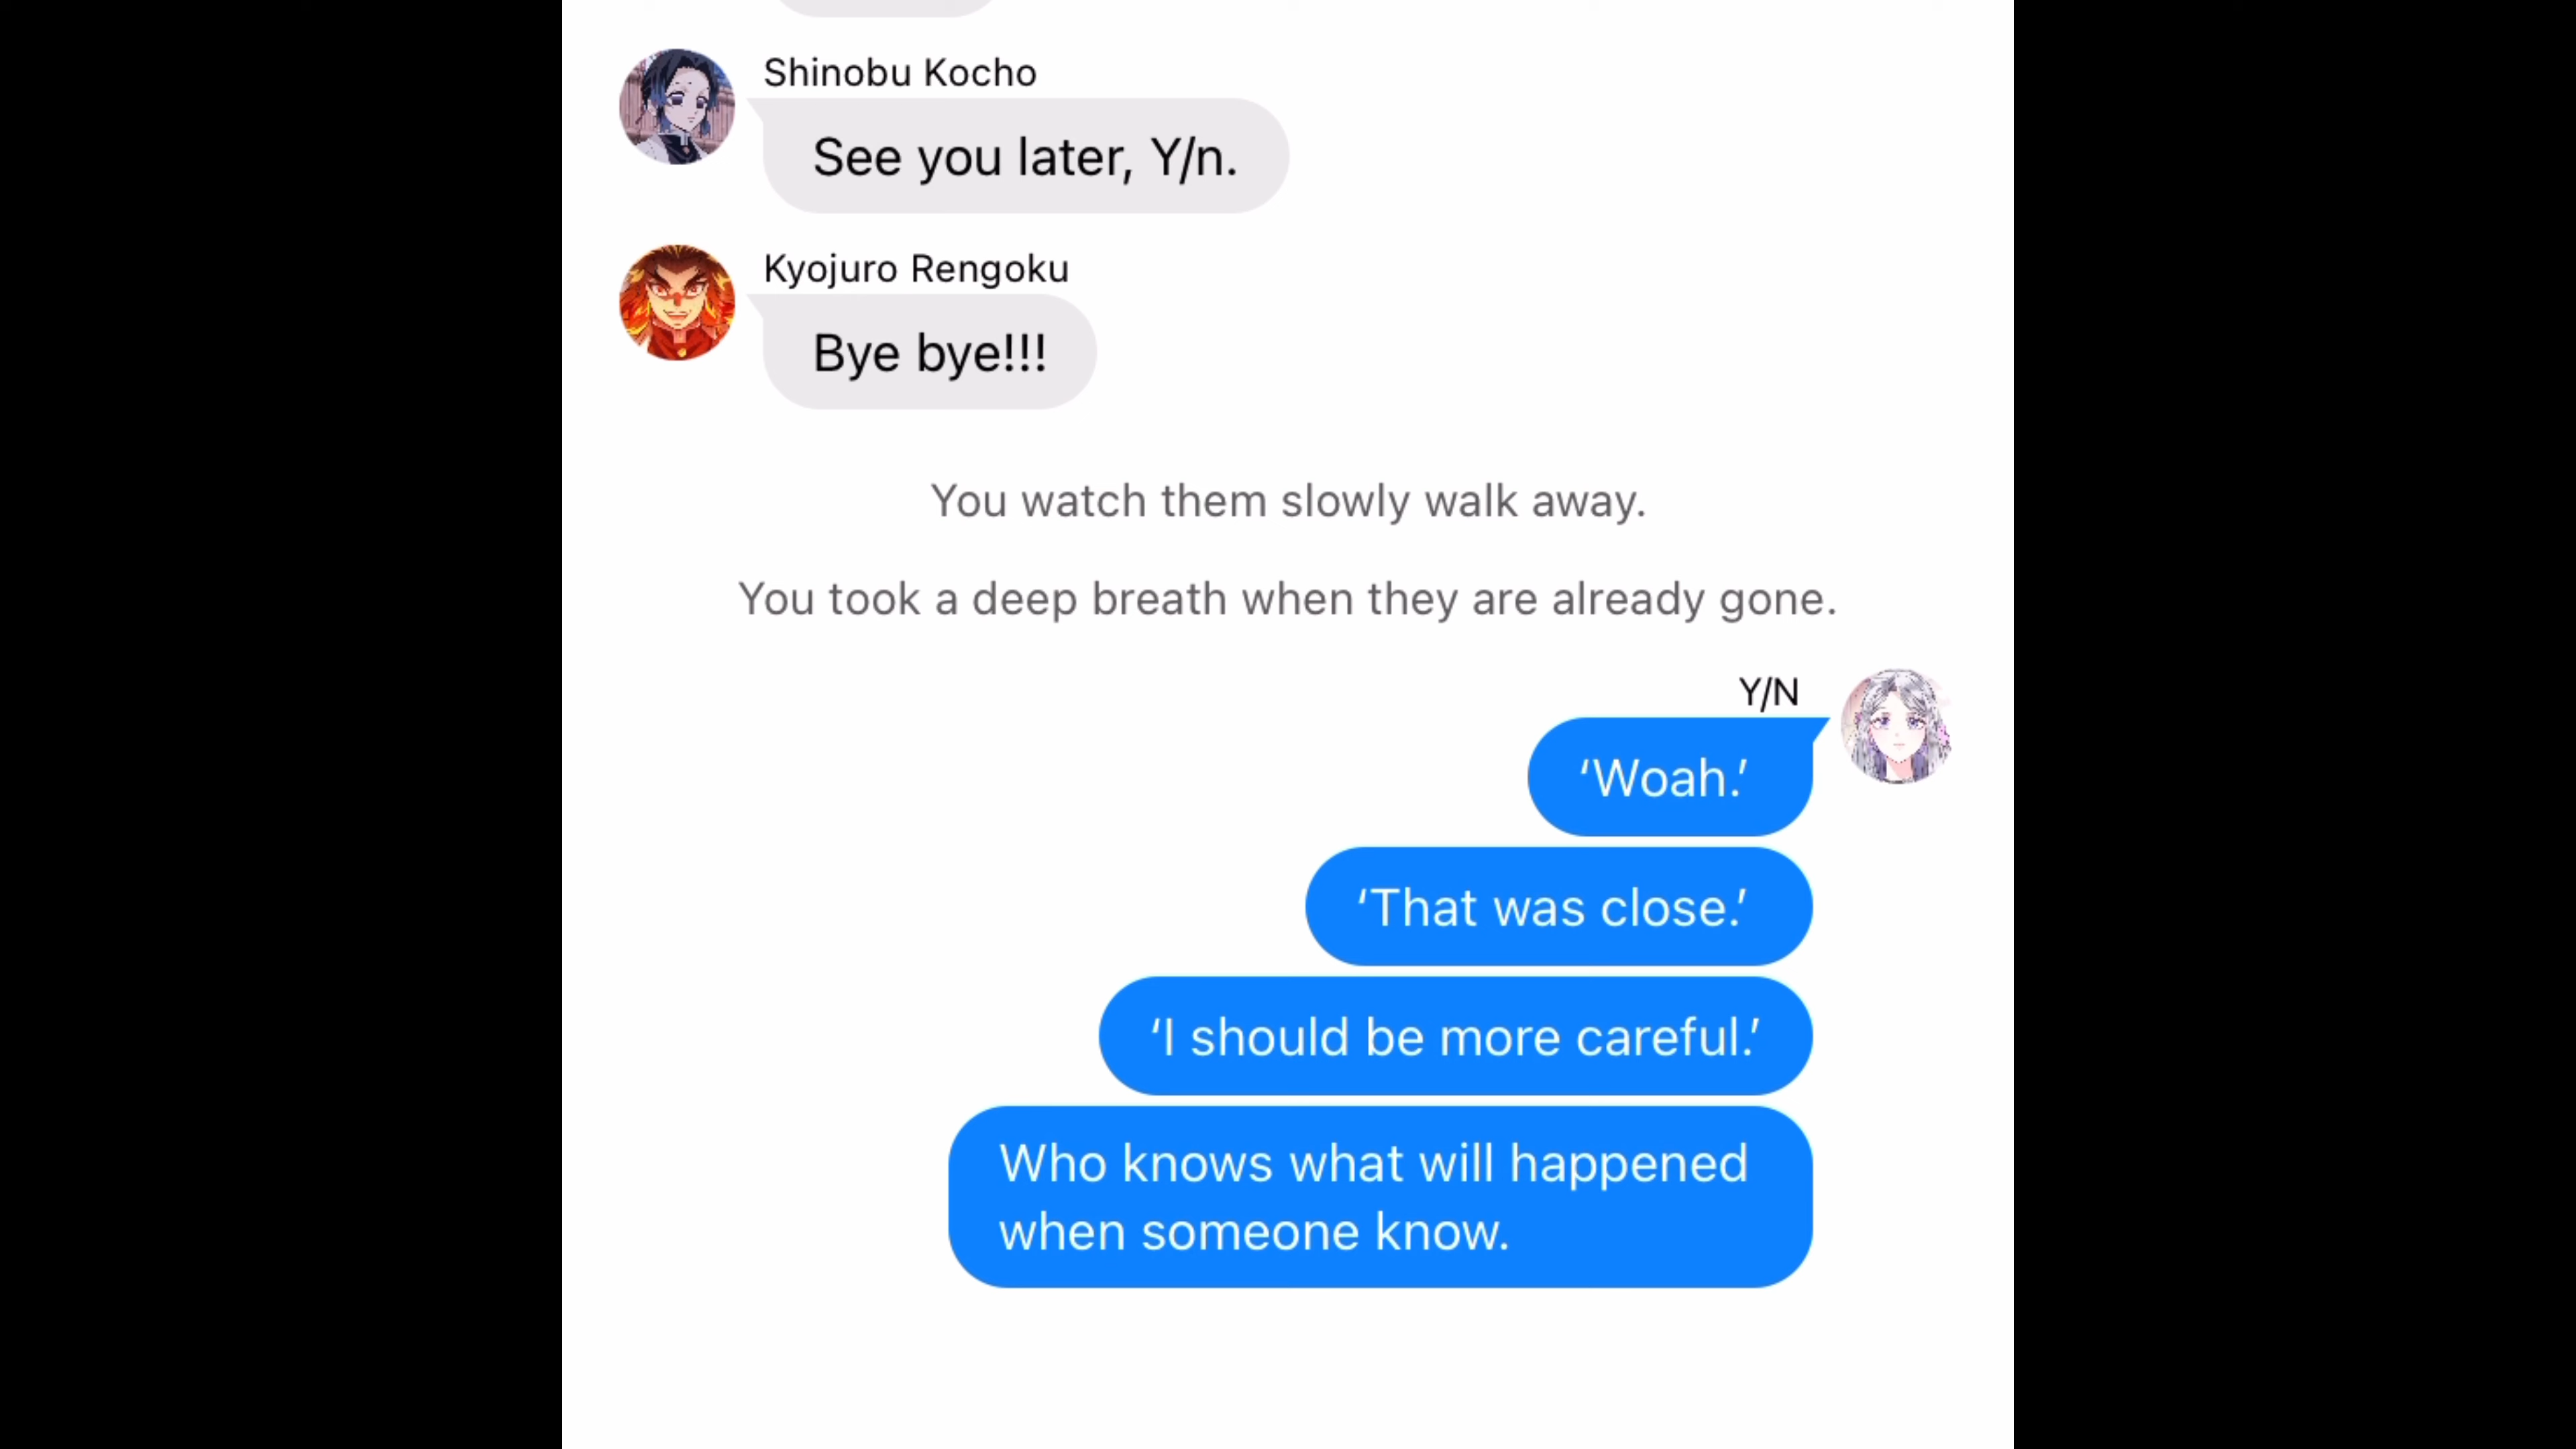 Shinobu Kocho
See you later, Y/n.
Kyojuro Rengoku
Bye bye!!!
You watch them slowly walk away.
You took a deep breath when they are already gone.
Y/N
‘Woah.’
‘That was close.’
‘I should be more careful.’
Who knows what will happened
when someone know.